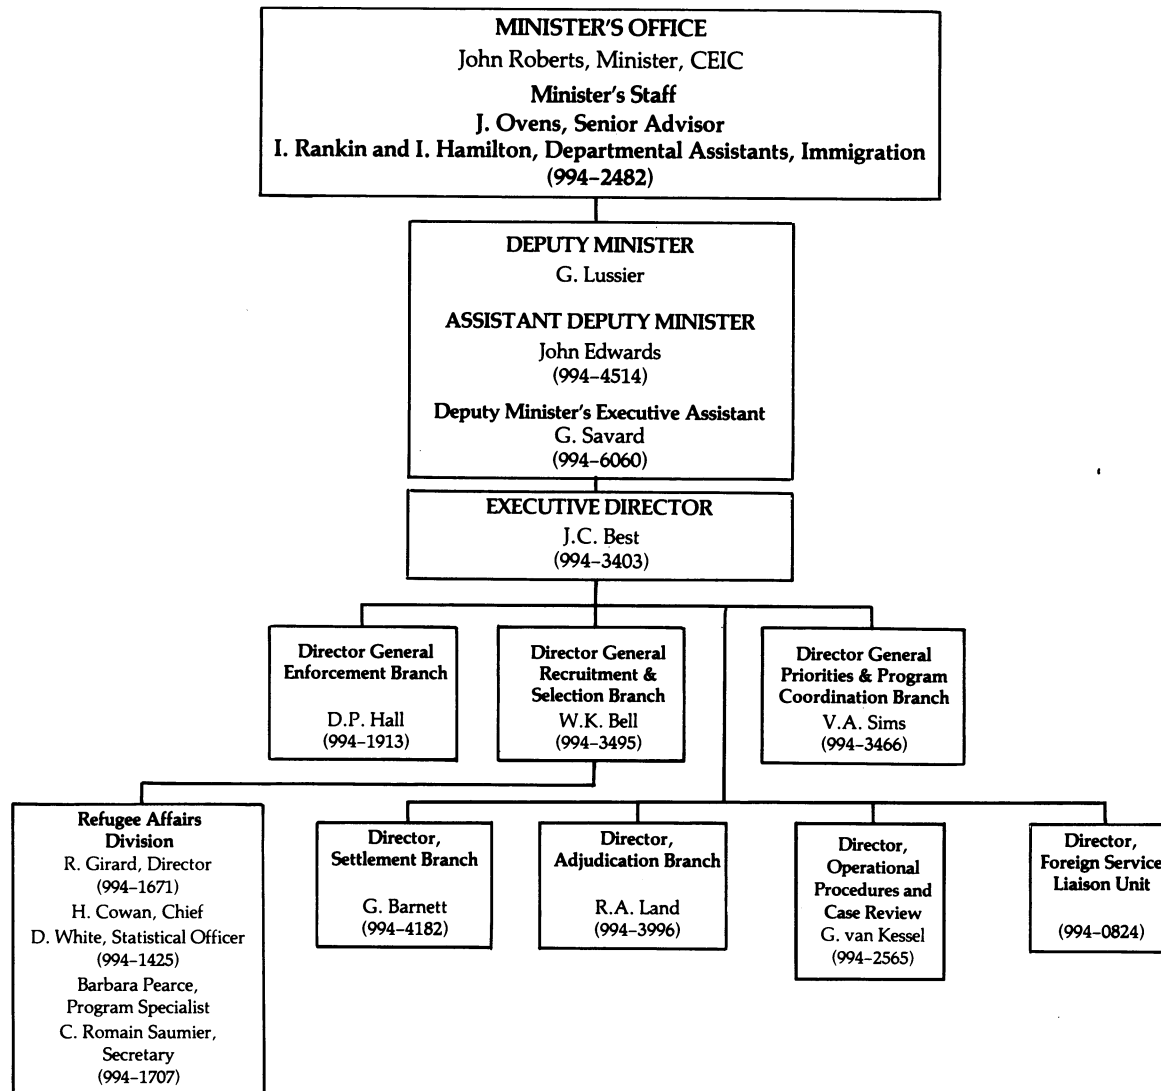 MINISTER'S OFFICE
John Roberts, Minister, CEIC
Minister's Staff
J. Ovens, Senior Advisor
I. Rankin and I. Hamilton, Departmental Assistants, Immigration
(994-2482)
DEPUTY MINISTER
G. Lussier
ASSISTANT DEPUTY MINISTER
John Edwards
(994-4514)
Deputy Minister's Executive Assistant
G. Savard
(994-6060)
EXECUTIVE DIRECTOR
J.C. Best
(994-3403)
Director General
Enforcement Branch
D.P. Hall
(994-1913)
Director General
Recruitment &
Selection Branch
W.K. Bell
(994-3495)
Director General
Priorities & Program
Coordination Branch
V.A. Sims
(994-3466)
Refugee Affairs
Division
R. Girard, Director
(994-1671)
H. Cowan, Chief
D. White, Statistical Officer
(994-1425)
Barbara Pearce,
Program Specialist
C. Romain Saumier,
Secretary
(994-1707)
Director,
Settlement Branch
G. Barnett
(994-4182)
Director,
Adjudication Branch
R.A. Land
(994-3996)
Director,
Operational
Procedures and
Case Review
G. van Kessel
(994-2565)
Director,
Foreign Service
Liaison Unit
(994-0824)